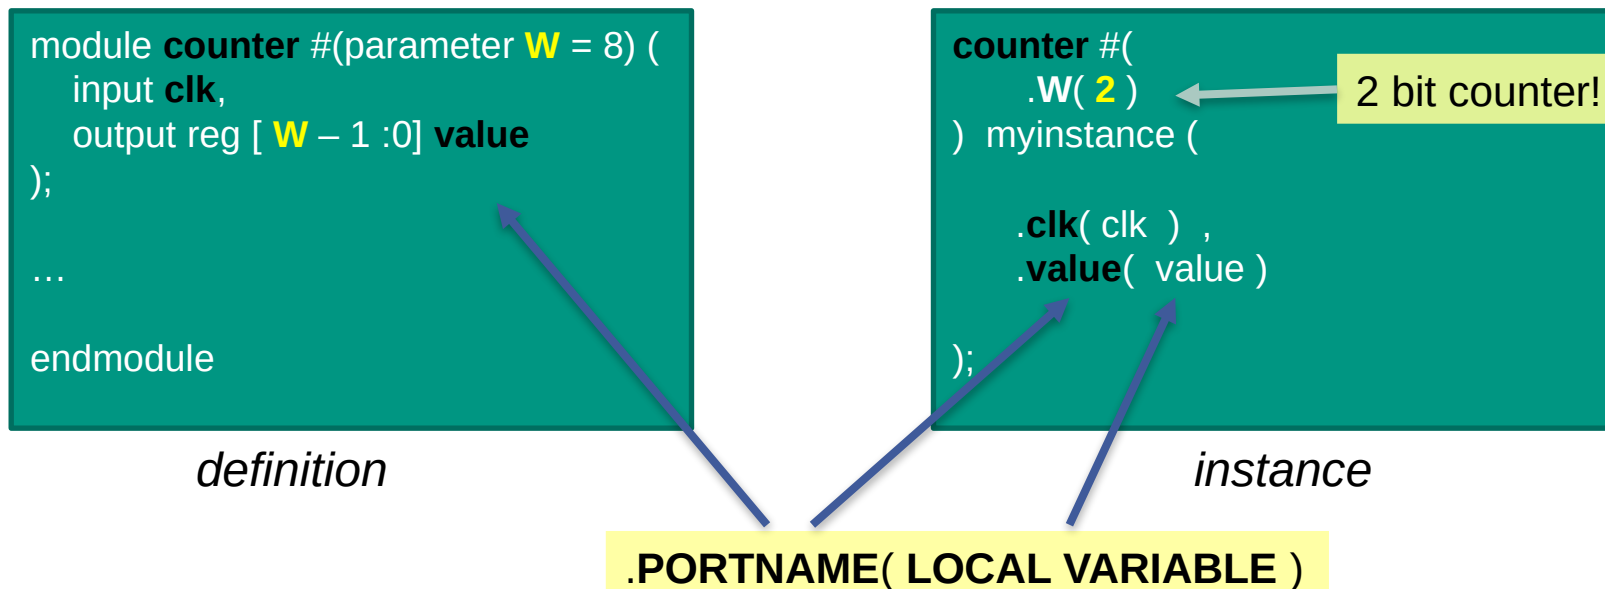 module counter #(parameter W = 8) (
input clk,
output reg [ W – 1 :0] value
);
…
endmodule
definition
counter #(
.W( 2 )
2 bit counter!
) myinstance (
.clk( clk ) ,
.value( value )
);
instance
.PORTNAME( LOCAL VARIABLE )